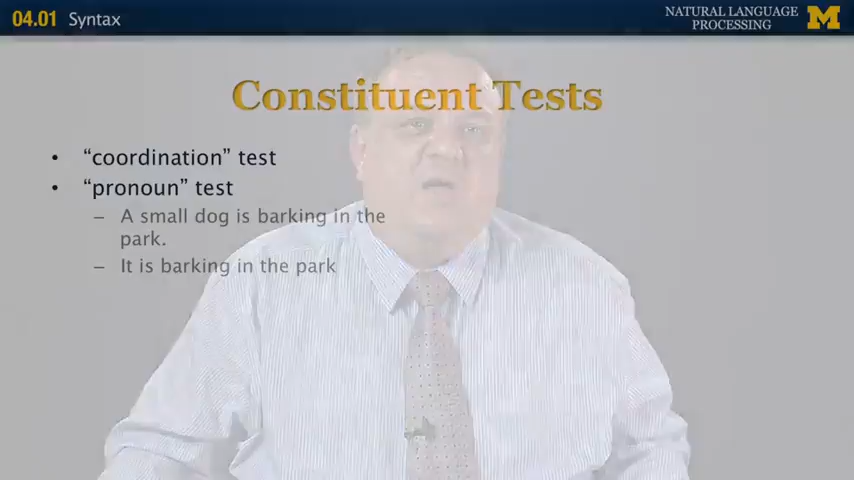 04.01 Syntax
NATURAL LANGUAGE
PROCESSING
M
Constituent Tests
• “coordination” test
• “pronoun” test
– A small dog is barking in the
park.
– It is barking in the park